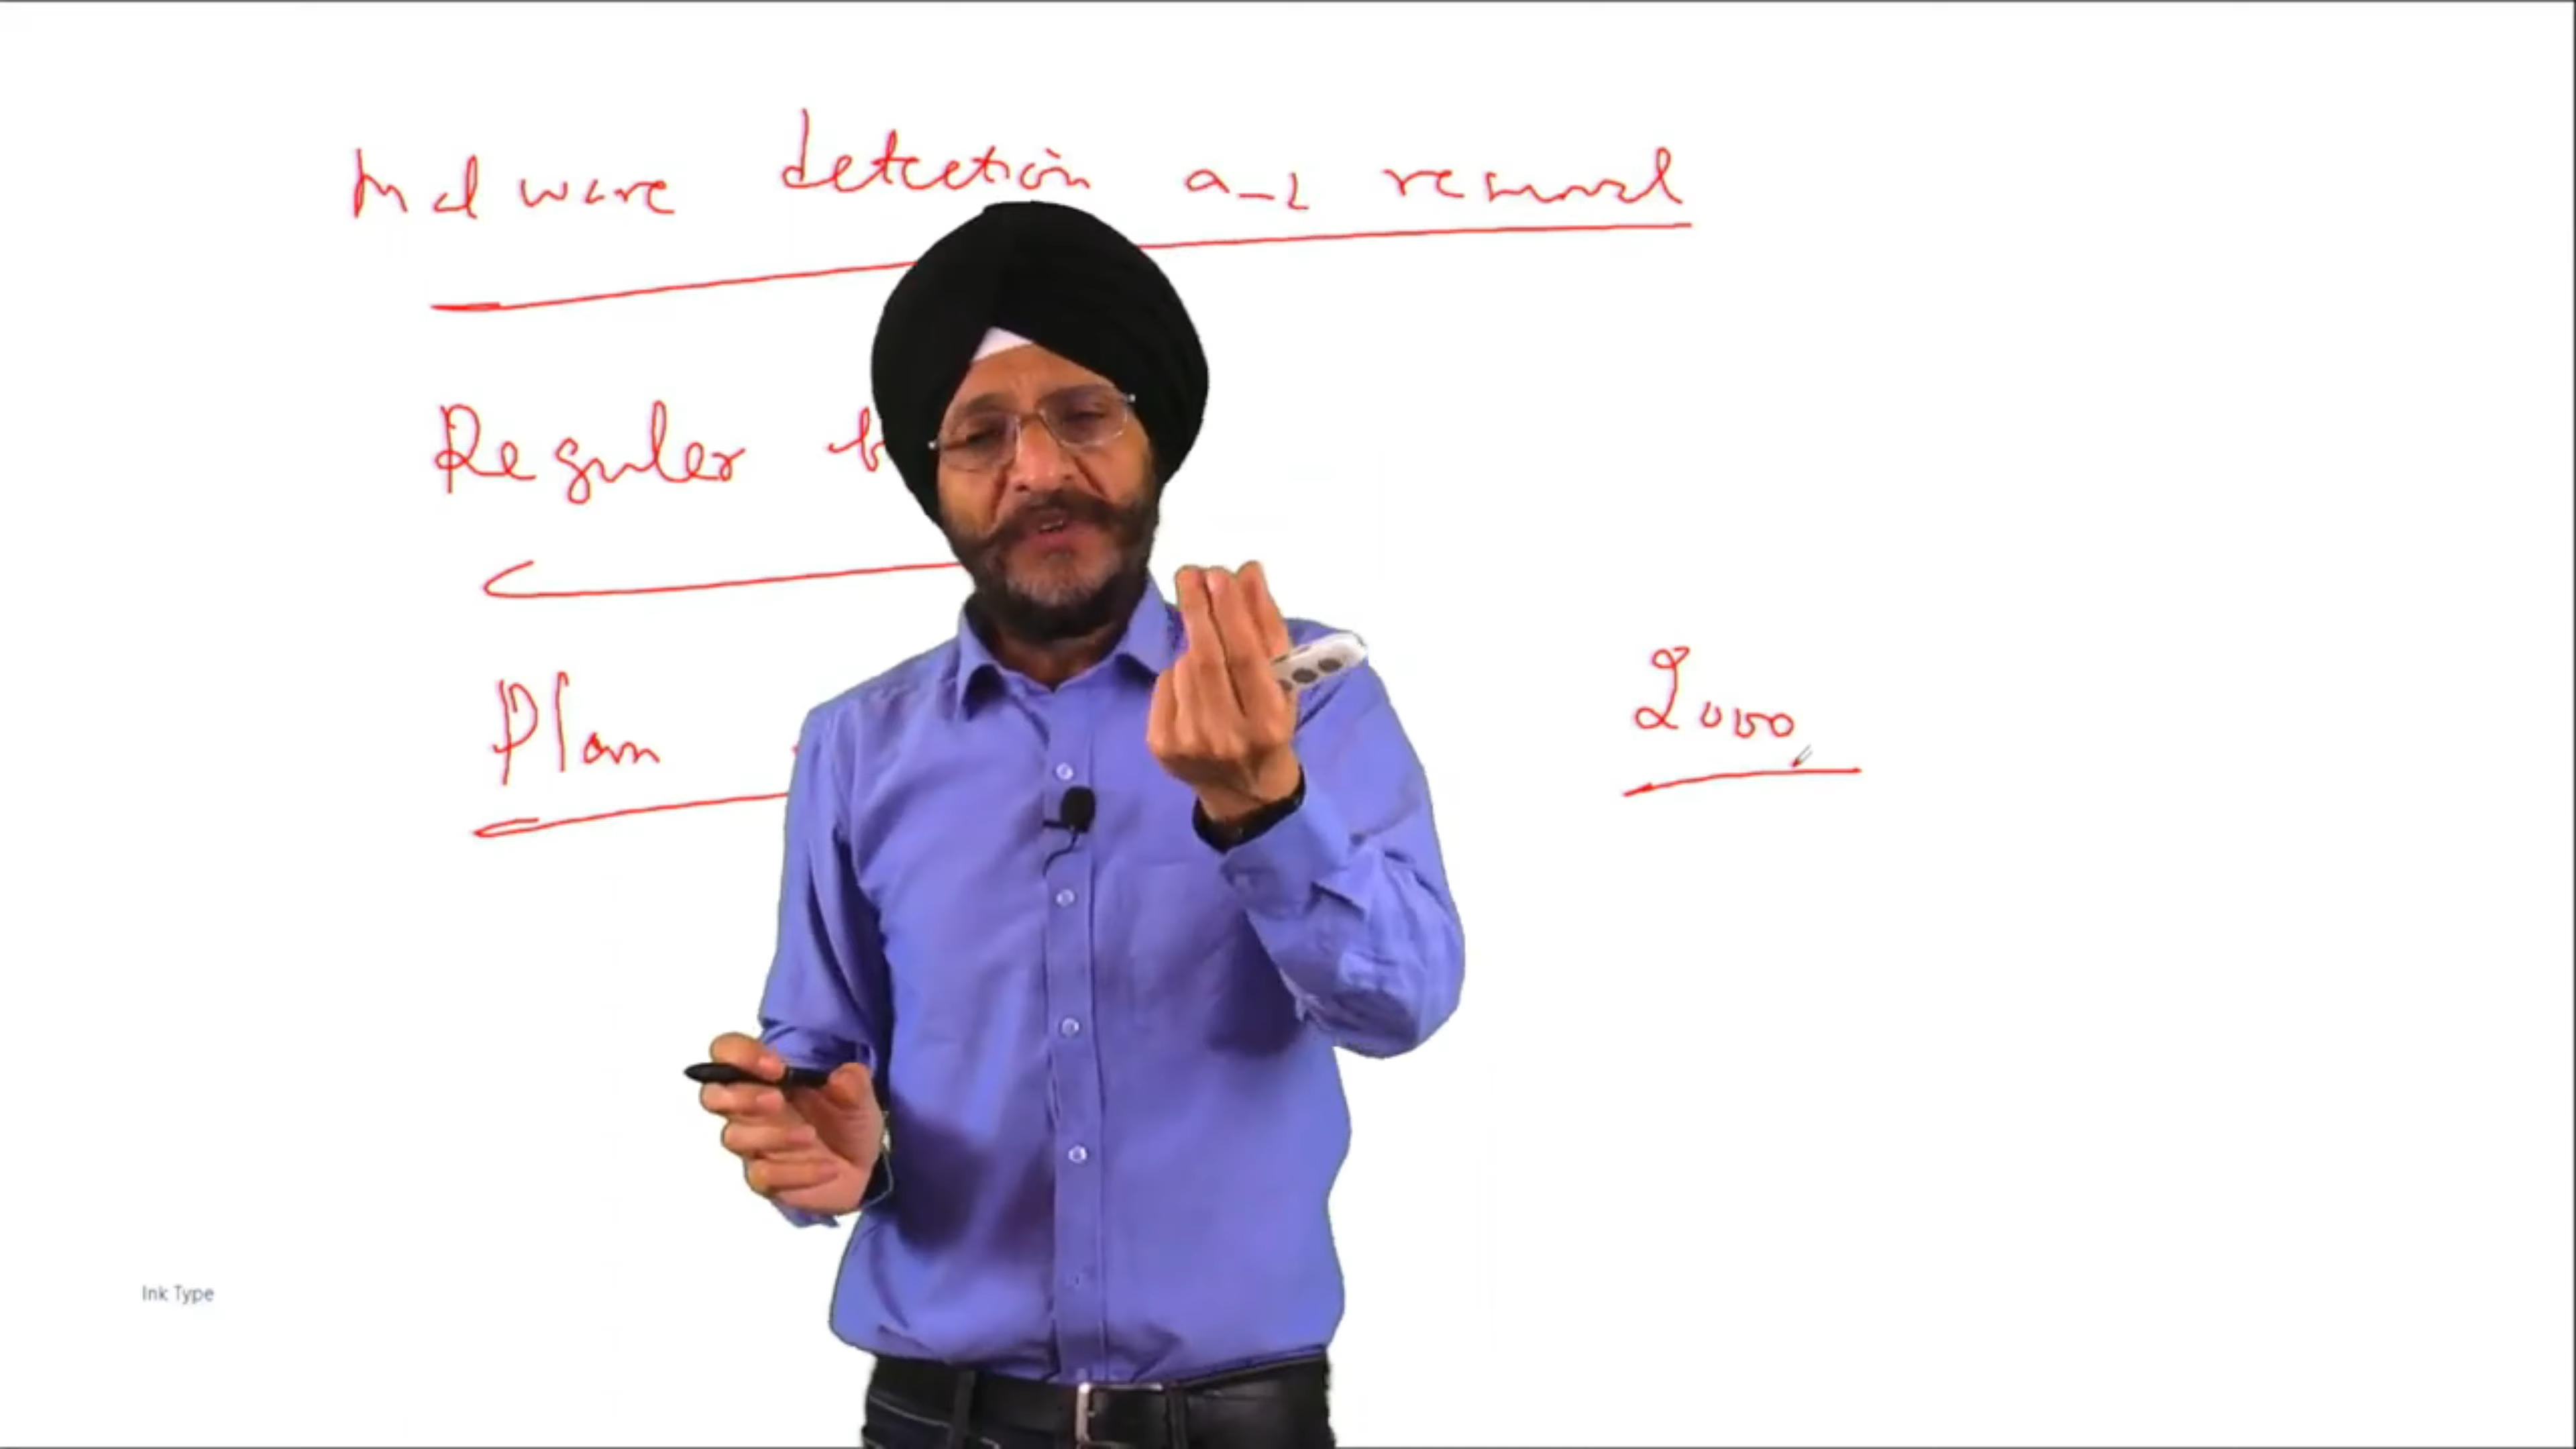 Malware detection and removal
Regular
Plan
2000
Ink Type